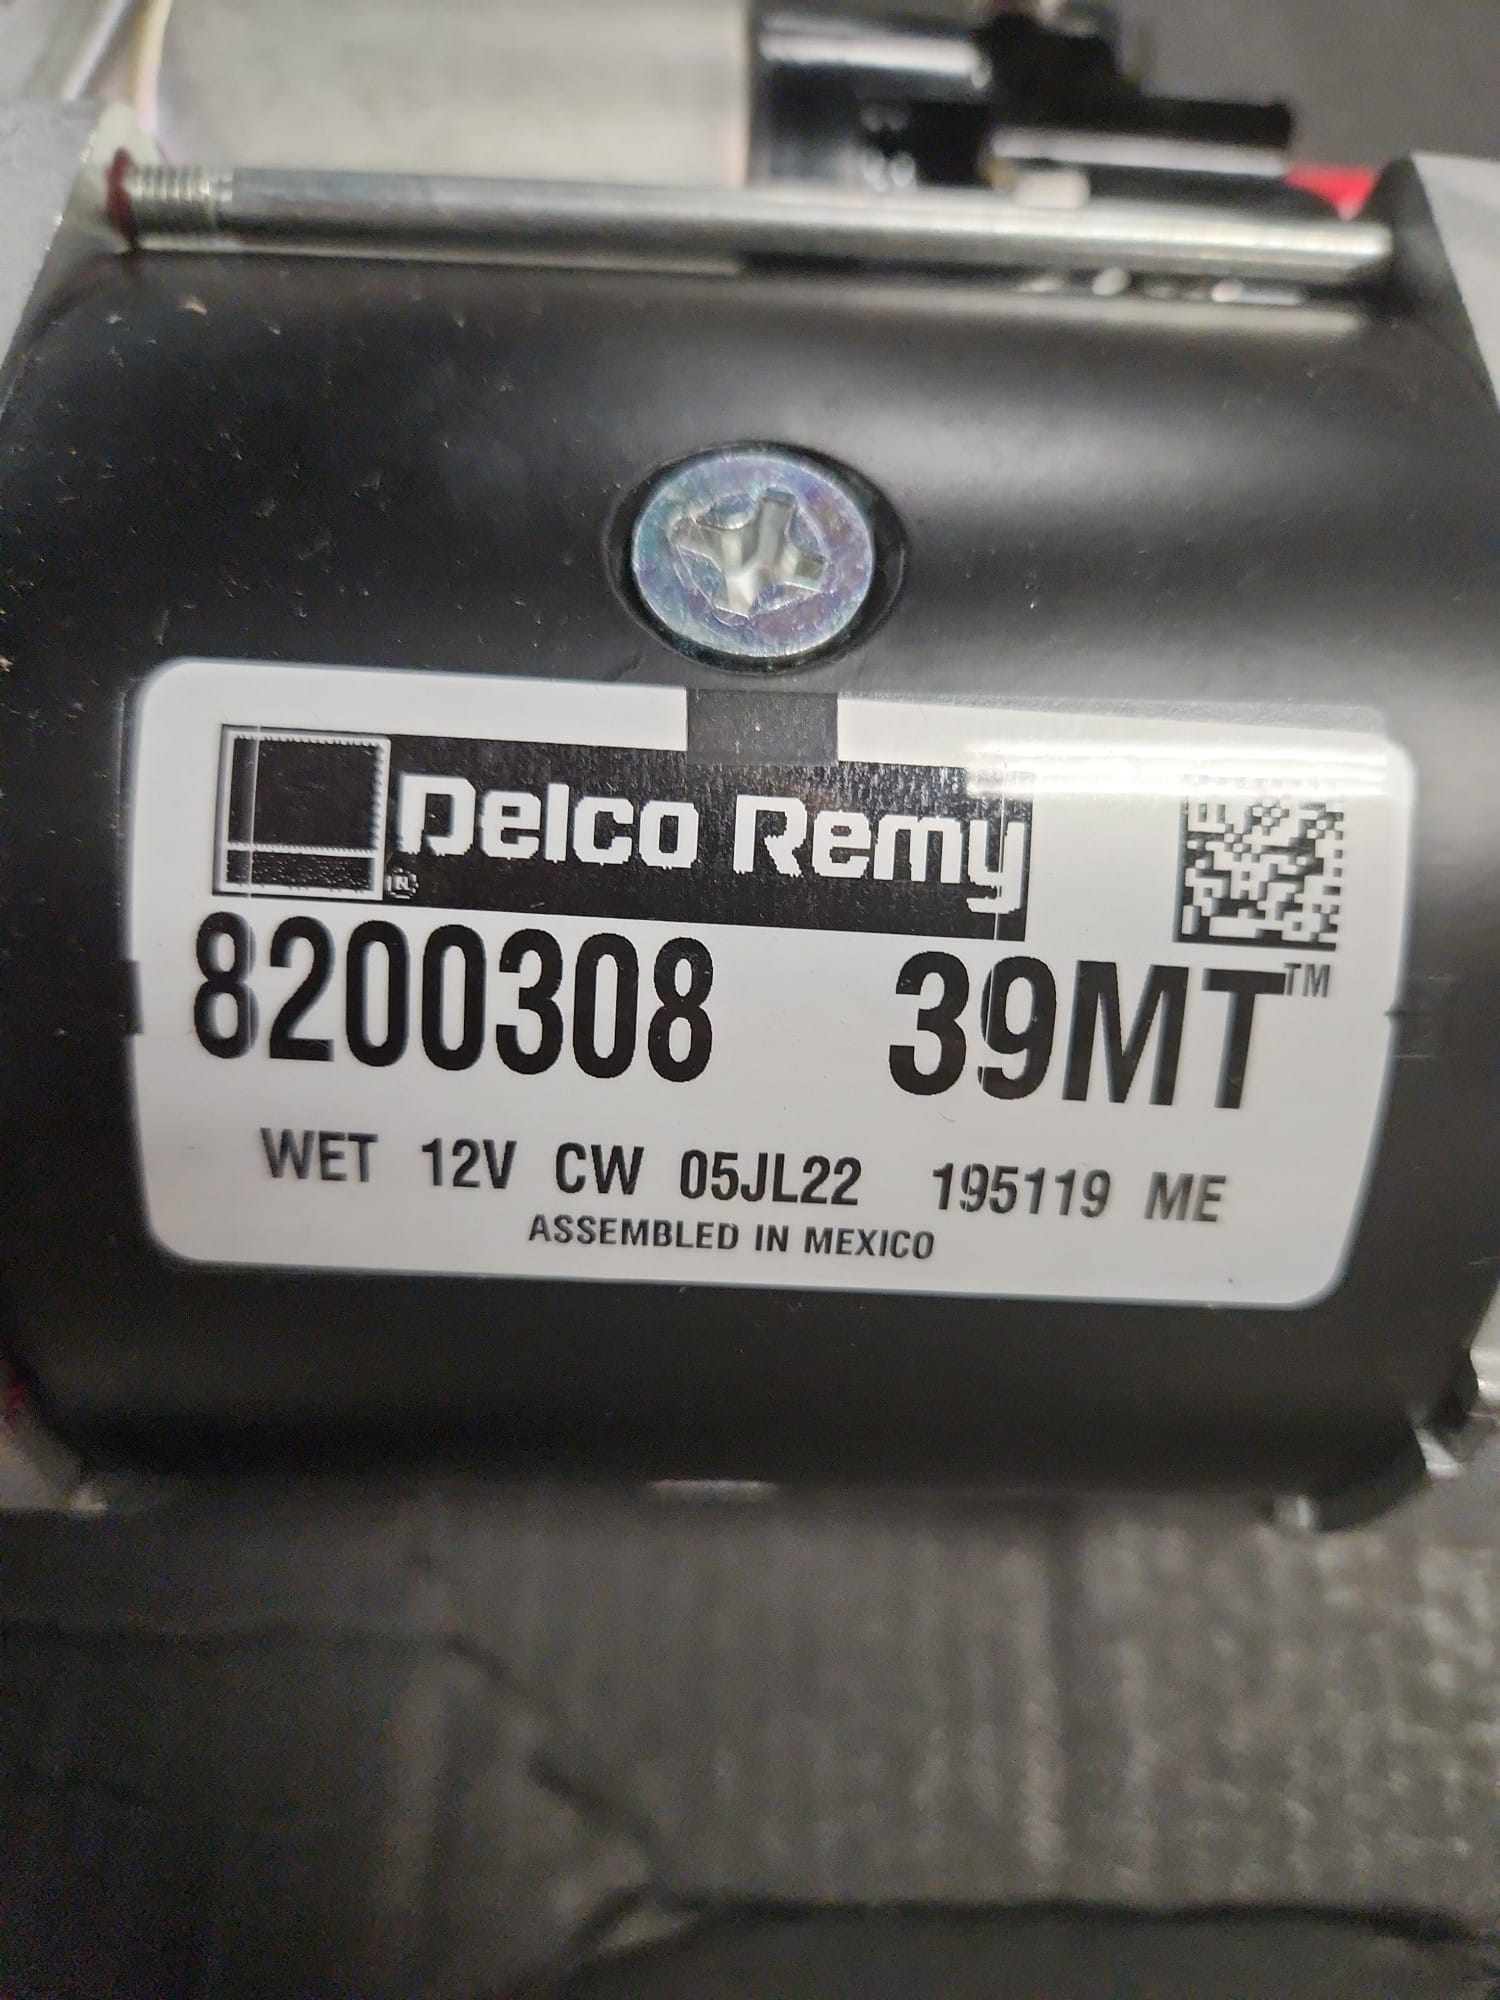 Delco Remy ®
8200308 39MT™
WET 12V CW 05JL22 195119 ME
ASSEMBLED IN MEXICO